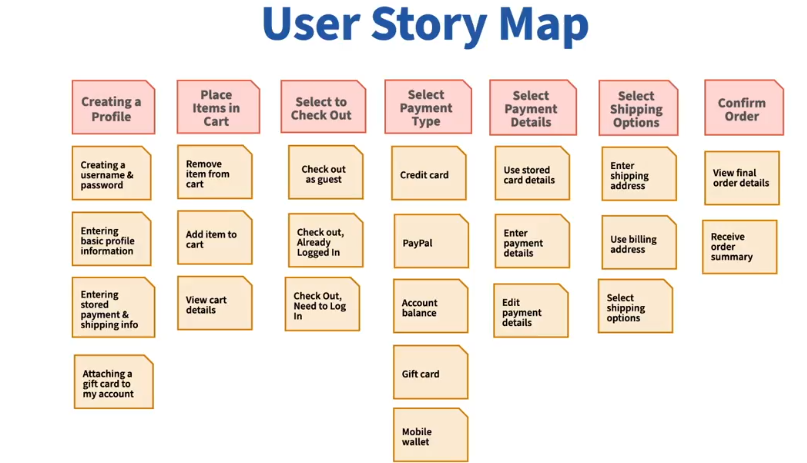 User Story Map
Creating a
Profile
Place
Items in
Cart
Select to
Check Out
Select
Payment
Type
Select
Payment
Details
Select
Shipping
Options
Confirm
Order
Creating a
username &
password
Remove
item from
cart
Check out
as guest
Credit card
Use stored
card details
Enter
shipping
address
View final
order details
Entering
basic profile
information
Add item to
cart
Check out,
Already
Logged In
PayPal
Enter
payment
details
Use billing
address
Receive
order
summary
Entering
stored
payment &
shipping info
View cart
details
Check Out,
Need to Log
In
Account
balance
Edit
payment
details
Select
shipping
options
Attaching a
gift card to
my account
Gift card
Mobile
wallet